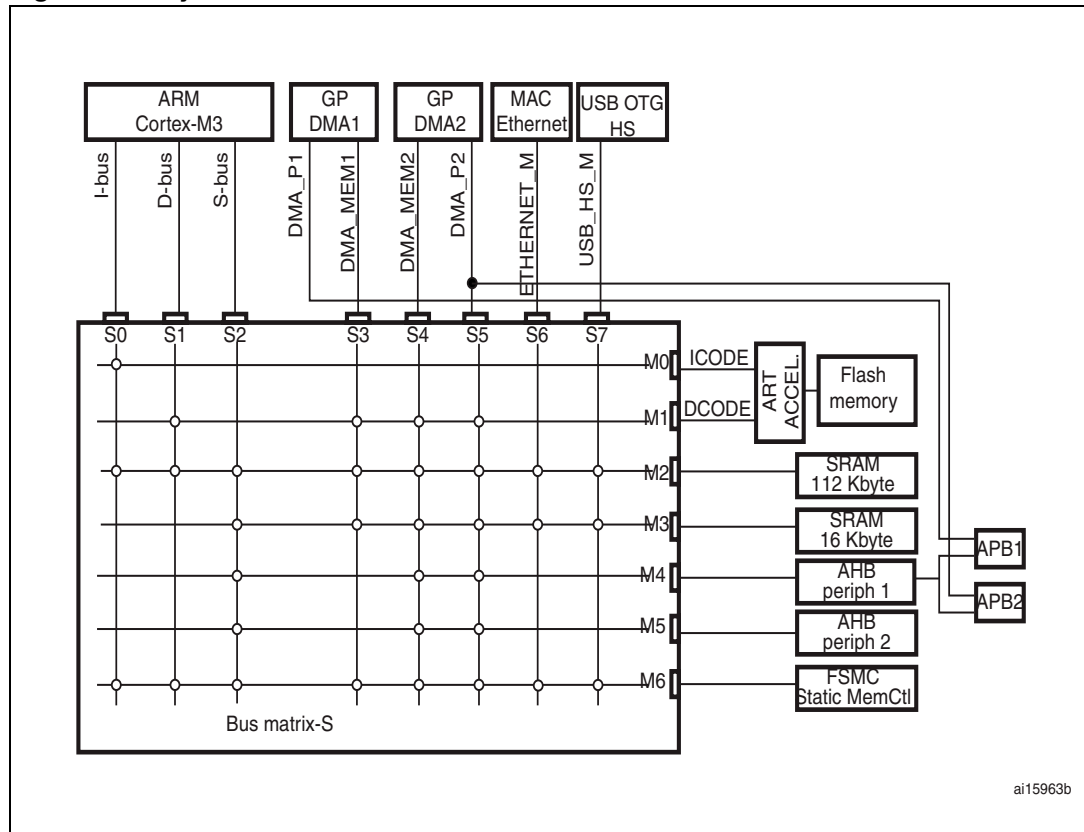 ARM
Cortex-M3
GP
DMA1
GP
DMA2
MAC
Ethernet
USB OTG
HS
I-bus
D-bus
S-bus
DMA_P1
DMA_MEM1
DMA_MEM2
DMA_P2
ETHERNET_M
USB_HS_M
S0
S1
S2
S3
S4
S5
S6
S7
M0
ICODE
M1
DCODE
ART
ACCEL.
Flash
memory
M2
SRAM
112 Kbyte
M3
SRAM
16 Kbyte
APB1
M4
AHB
periph 1
APB2
M5
AHB
periph 2
M6
FSMC
Static MemCtl
Bus matrix-S
ai15963b